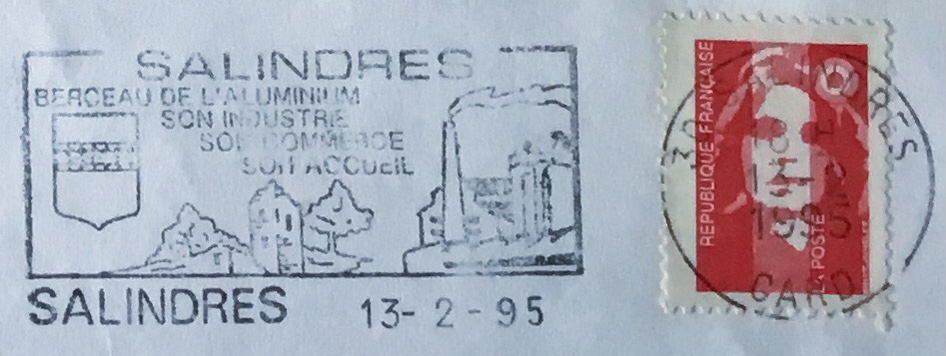 SALINDRES
BERCEAU DE L'ALUMINIUM
SON INDUSTRIE
SON COMMERCE
SON ACCUEIL
SALINDRES 13-2-95
REPUBLIQUE FRANÇAISE
LA POSTE
GARD